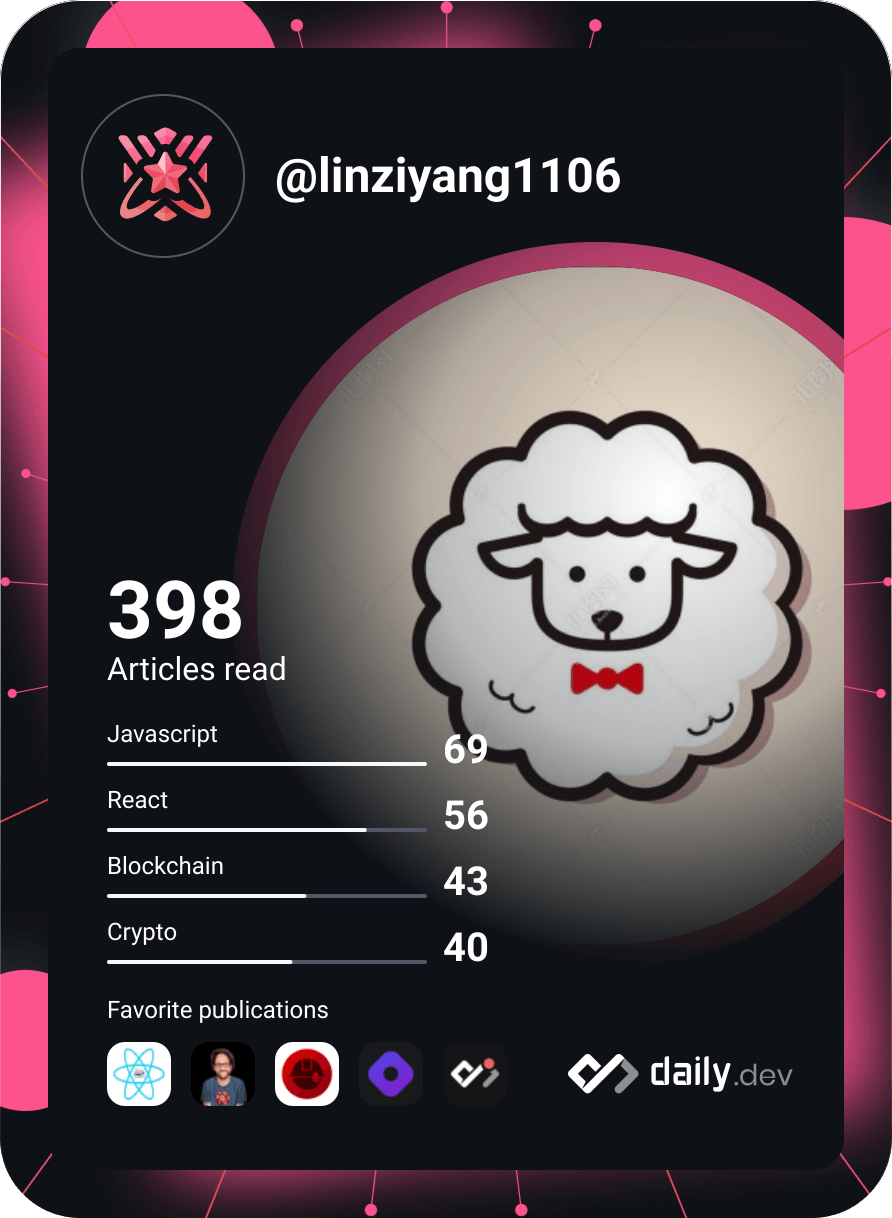 @linziyang1106
398
Articles read
Javascript
69
React
56
Blockchain
43
Crypto
40
Favorite publications
daily.dev